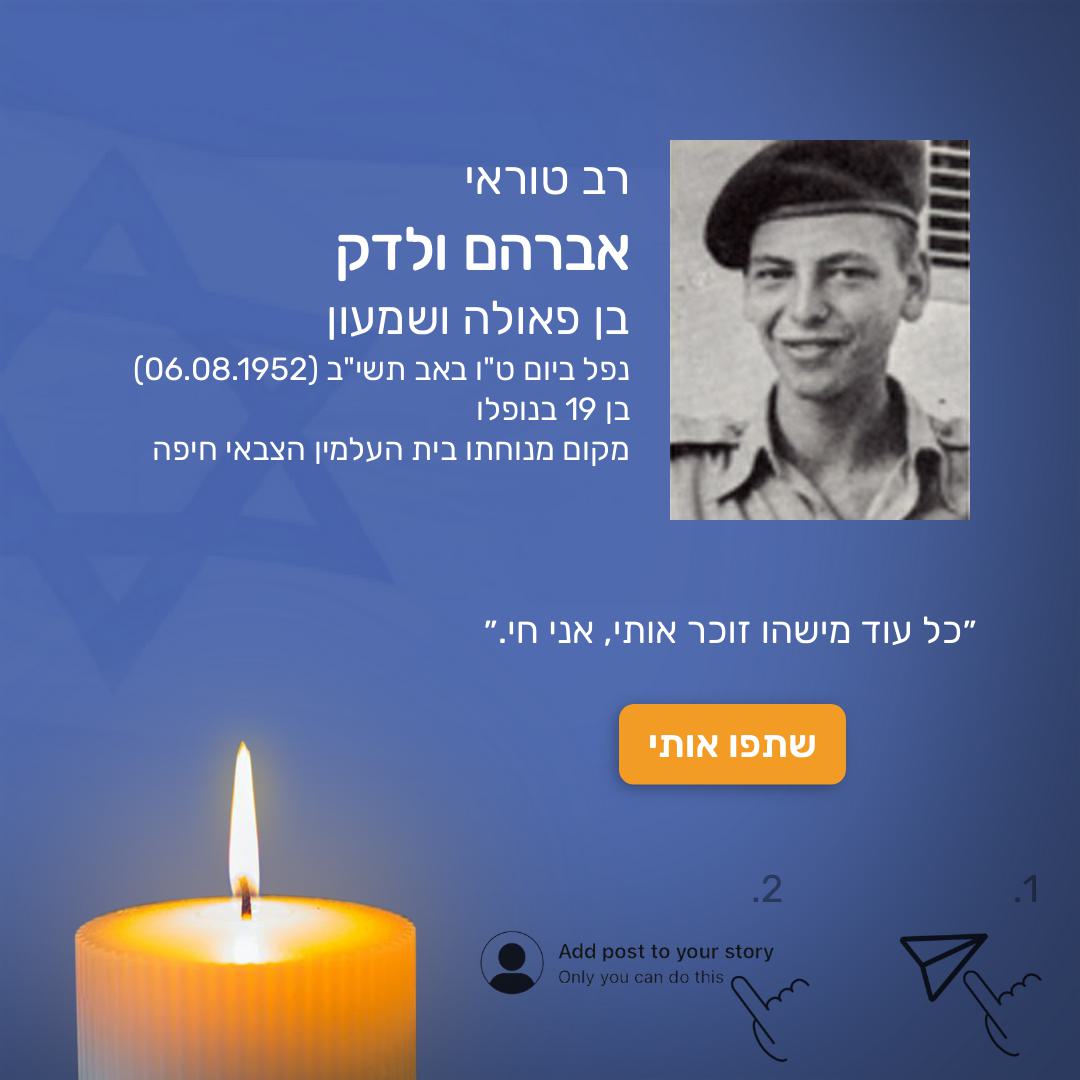 רב טוראי
אברהם ולדק
בן פאולה ושמעון
נפל ביום ט"ו באב תשי"ב (06.08.1952)
בן 19 בנופלו
מקום מנוחתו בית העלמין הצבאי חיפה
״כל עוד מישהו זוכר אותי, אני חי.״
שתפו אותי
.1
.2
Add post to your story
Only you can do this